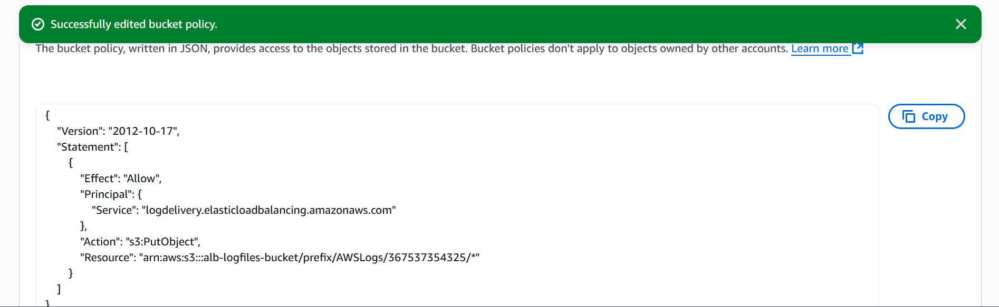 Successfully edited bucket policy.
The bucket policy, written in JSON, provides access to the objects stored in the bucket. Bucket policies don't apply to objects owned by other accounts. Learn more
Copy
{
"Version": "2012-10-17",
"Statement": [
{
"Effect": "Allow",
"Principal": {
"Service": "logdelivery.elasticloadbalancing.amazonaws.com"
},
"Action": "s3:PutObject",
"Resource": "arn:aws:s3:::alb-logfiles-bucket/prefix/AWSLogs/367537354325/*"
}
]
}